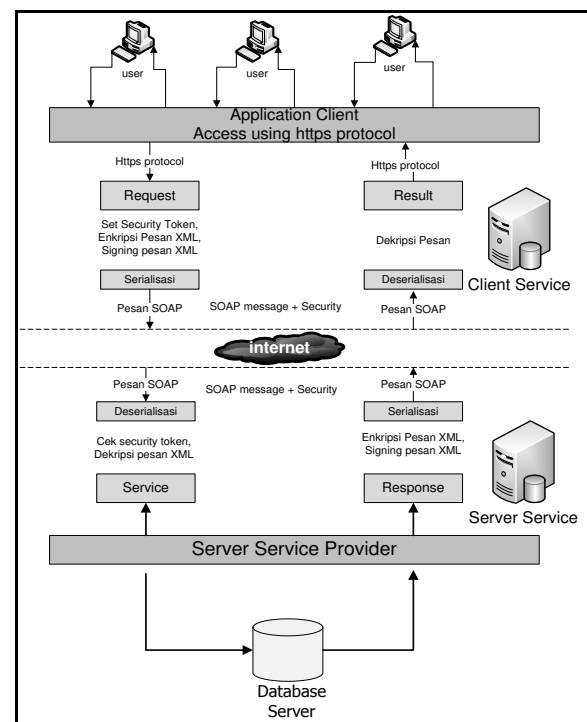 user
user
user
Application Client
Access using https protocol
Https protocol
Https protocol
Request
Result
Set Security Token,
Enkripsi Pesan XML,
Signing pesan XML
Dekripsi Pesan
Serialisasi
Deserialisasi
Client Service
Pesan SOAP
SOAP message + Security
Pesan SOAP
internet
Pesan SOAP
SOAP message + Security
Pesan SOAP
Deserialisasi
Serialisasi
Cek security token,
Dekripsi pesan XML
Enkripsi Pesan XML,
Signing pesan XML
Service
Response
Server Service
Server Service Provider
Database
Server